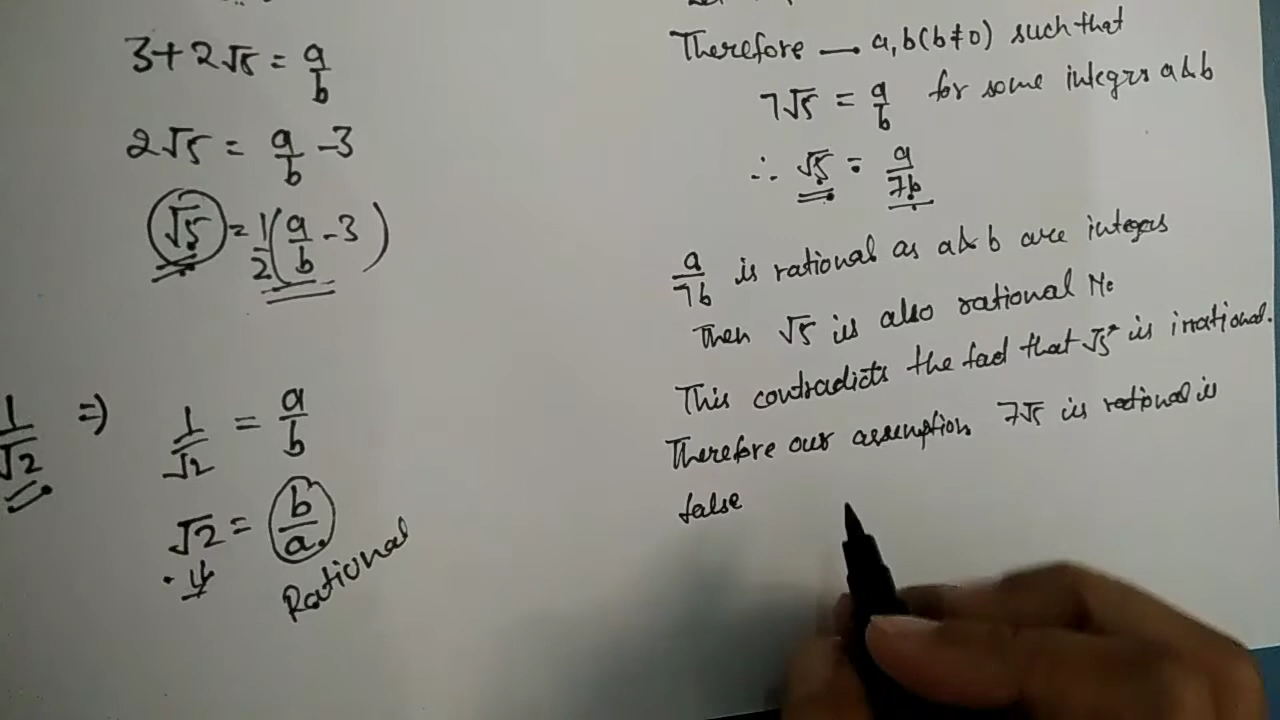 3+2√5 = a/b
2√5 = a/b -3
√5 = 1/2(a/b - 3)
1/√2 => 1/√2 = a/b
√2 = b/a
Rational
Therefore — a, b(b≠0) such that
7√5 = a/b for some integers a & b
∴ √5 = a/7b
a/7b is rational as a & b are integers
Then √5 is also rational No
This contradicts the fact that √5 is irrational.
Therefore our assumption 7√5 is rational is
false